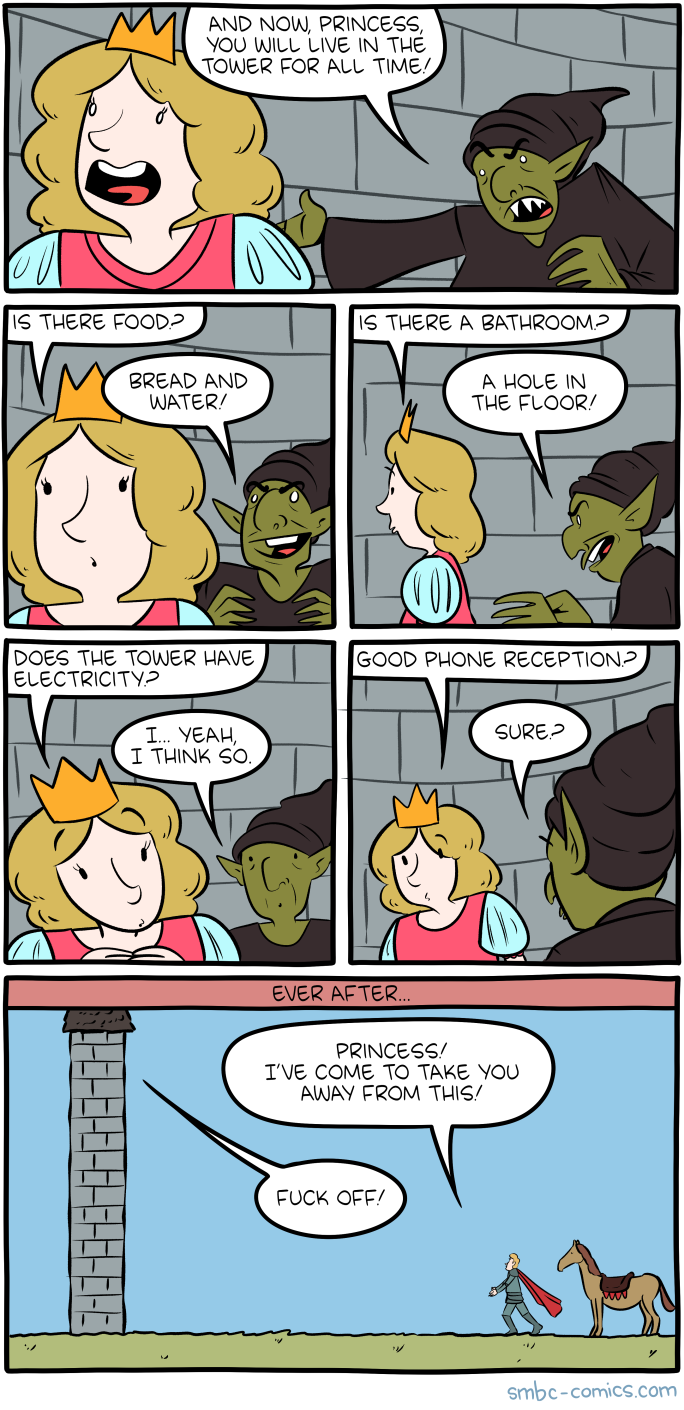 AND NOW, PRINCESS,
YOU WILL LIVE IN THE
TOWER FOR ALL TIME!
IS THERE FOOD?
BREAD AND
WATER!
IS THERE A BATHROOM?
A HOLE IN
THE FLOOR!
DOES THE TOWER HAVE
ELECTRICITY?
I... YEAH,
I THINK SO.
GOOD PHONE RECEPTION?
SURE?
EVER AFTER...
PRINCESS!
I'VE COME TO TAKE YOU
AWAY FROM THIS!
FUCK OFF!
smbc-comics.com